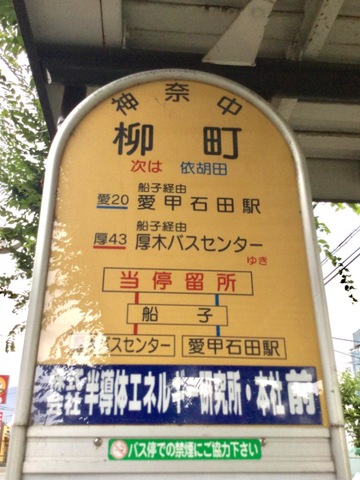 神奈中
柳町
次は 依胡田
船子経由
愛20 愛甲石田駅
船子経由
厚43 厚木バスセンター
ゆき
当停留所
船子
バスセンター 愛甲石田駅
株式会社 半導体エネルギー研究所・本社前
バス停での禁煙にご協力下さい